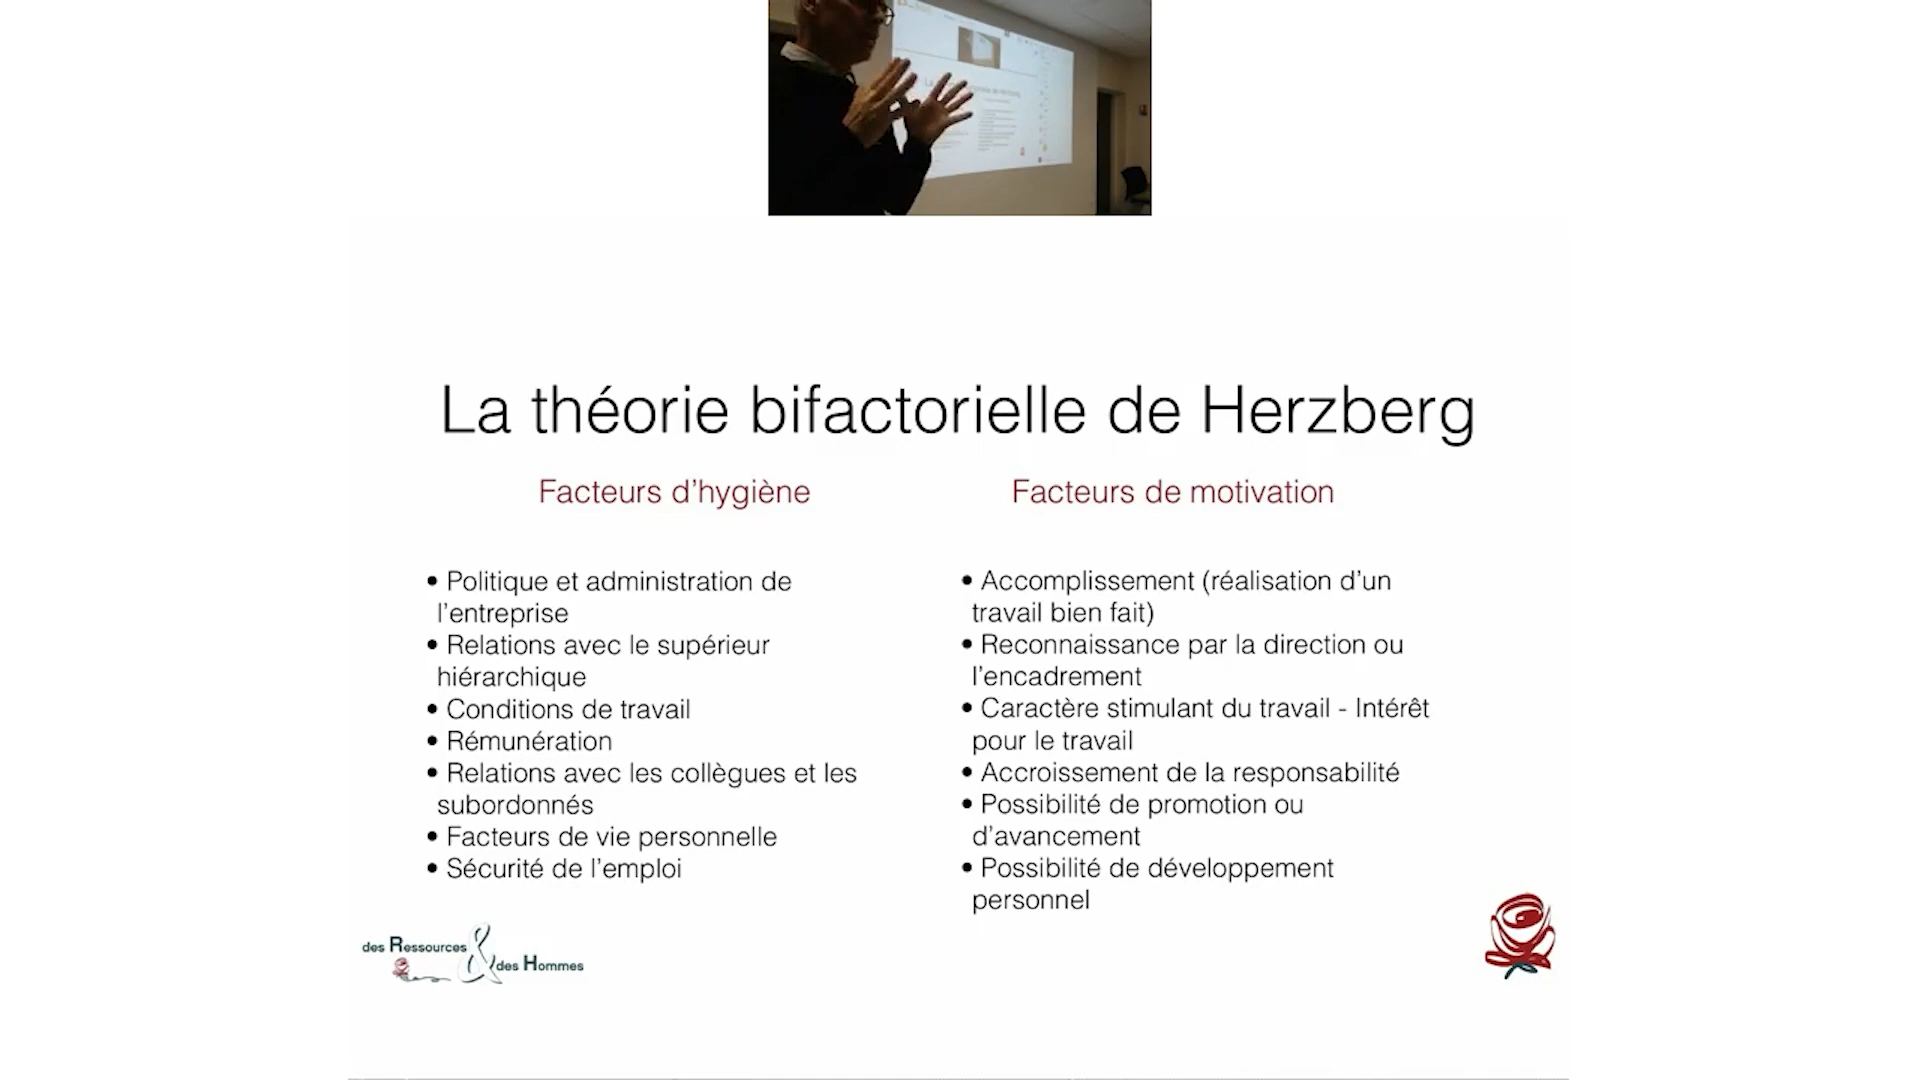 La théorie bifactorielle de Herzberg
Facteurs d'hygiène
• Politique et administration de
l'entreprise
• Relations avec le supérieur
hiérarchique
• Conditions de travail
• Rémunération
• Relations avec les collègues et les
subordonnés
• Facteurs de vie personnelle
• Sécurité de l'emploi
Facteurs de motivation
• Accomplissement (réalisation d'un
travail bien fait)
• Reconnaissance par la direction ou
l'encadrement
• Caractère stimulant du travail - Intérêt
pour le travail
• Accroissement de la responsabilité
• Possibilité de promotion ou
d'avancement
• Possibilité de développement
personnel
des Ressources &
des Hommes